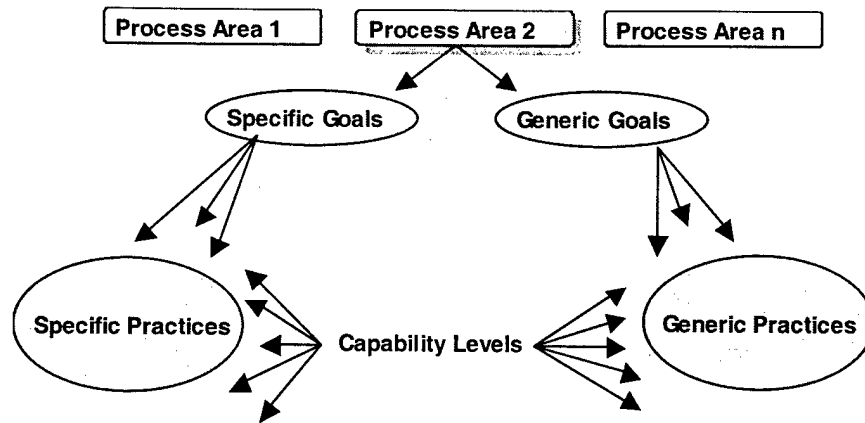 Process Area 1
Process Area 2
Process Area n
Specific Goals
Generic Goals
Specific Practices
Capability Levels
Generic Practices